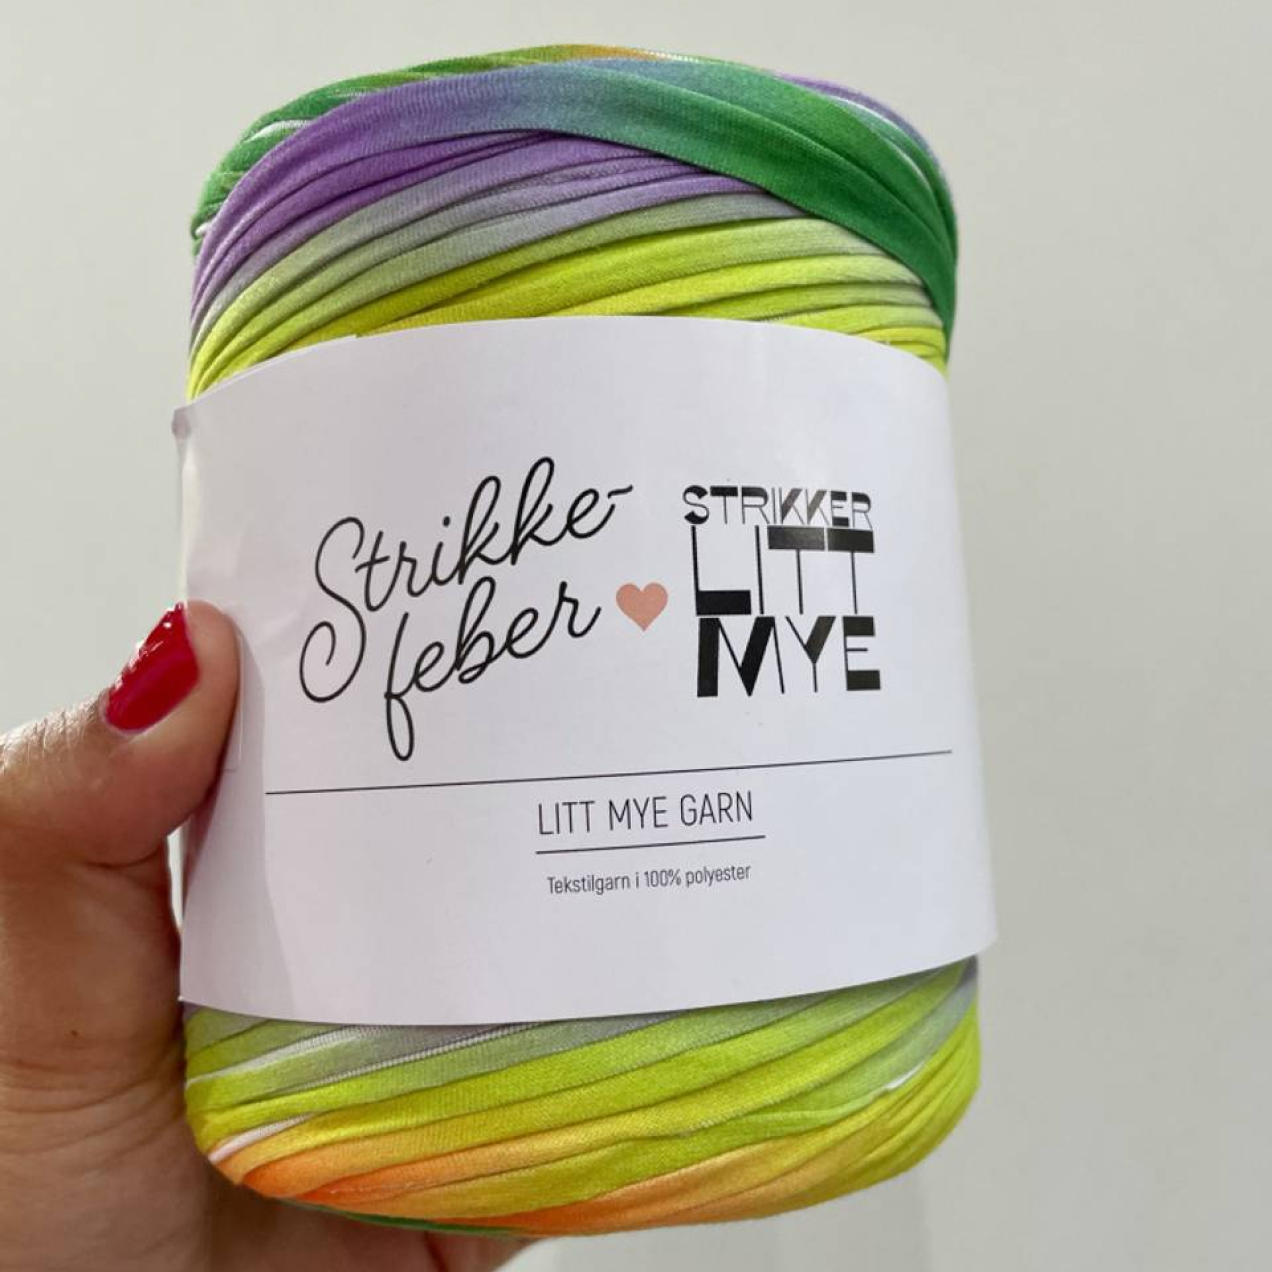 Strikke-
feber
STRIKKER
LITT
MYE
LITT MYE GARN
Tekstilgarn i 100% polyester